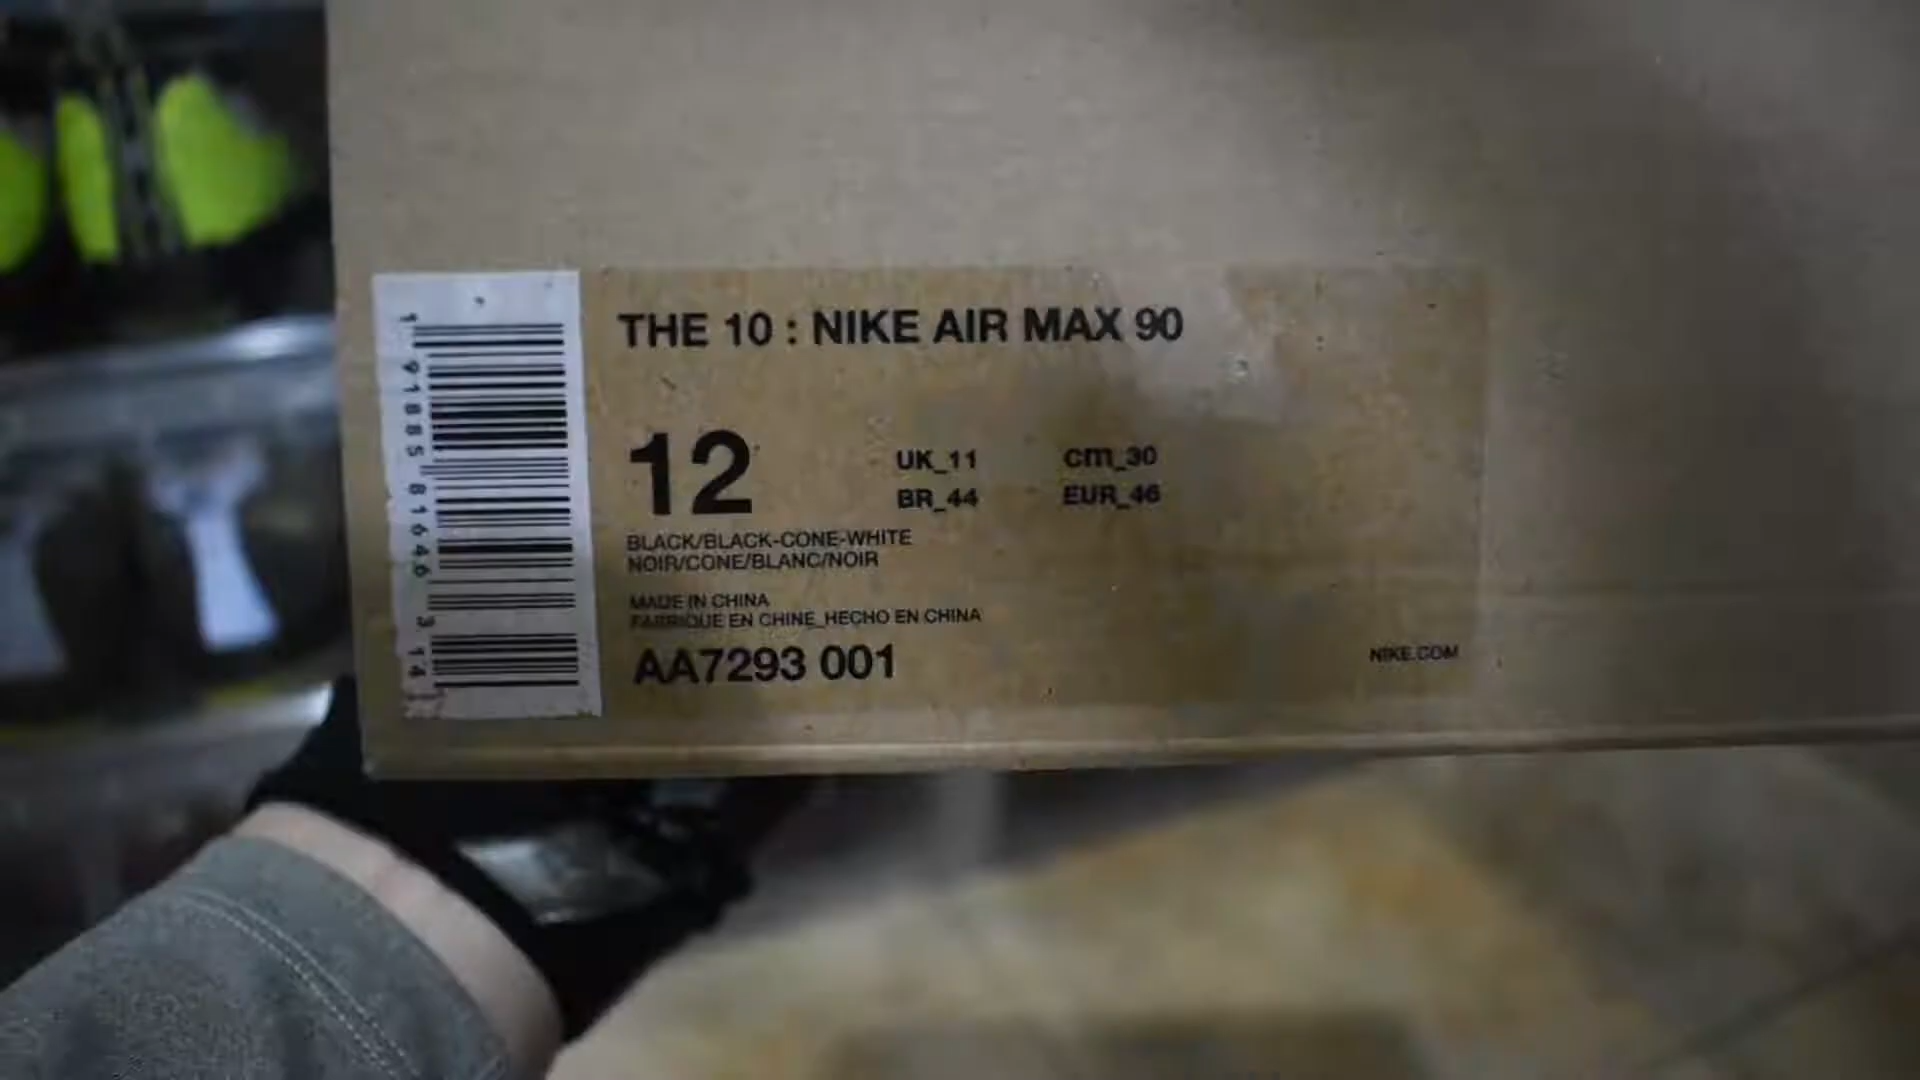 THE 10 : NIKE AIR MAX 90
12
UK_11 cm_30
BR_44 EUR_46
BLACK/BLACK-CONE-WHITE
NOIR/CONE/BLANC/NOIR
MADE IN CHINA
FABRIQUE EN CHINE_HECHO EN CHINA
AA7293 001
NIKE.COM
1 91885 81646 3 14